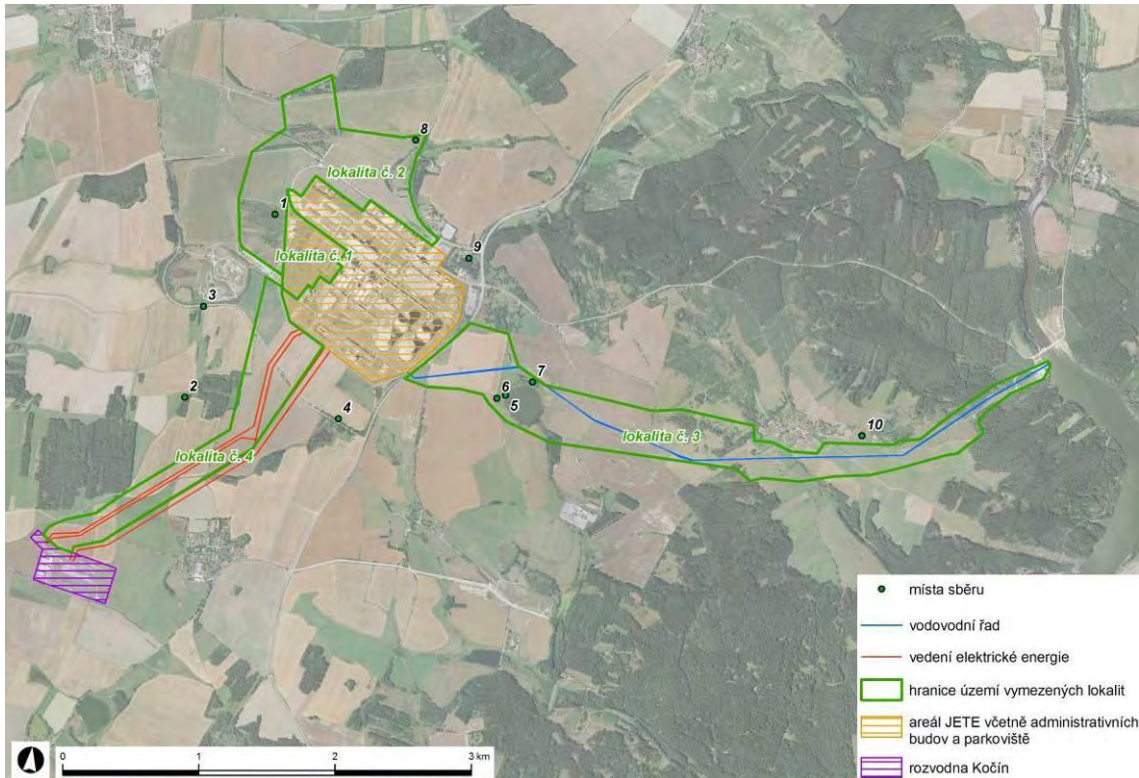 8
lokalita č. 2
1
9
lokalita č. 1
3
7
2
6
5
4
lokalita č. 3
10
lokalita č. 4
místa sběru
vodovodní řad
vedení elektrické energie
hranice území vymezených lokalit
areál JETE včetně administrativních
budov a parkoviště
rozvodna Kočín
0 1 2 3 km